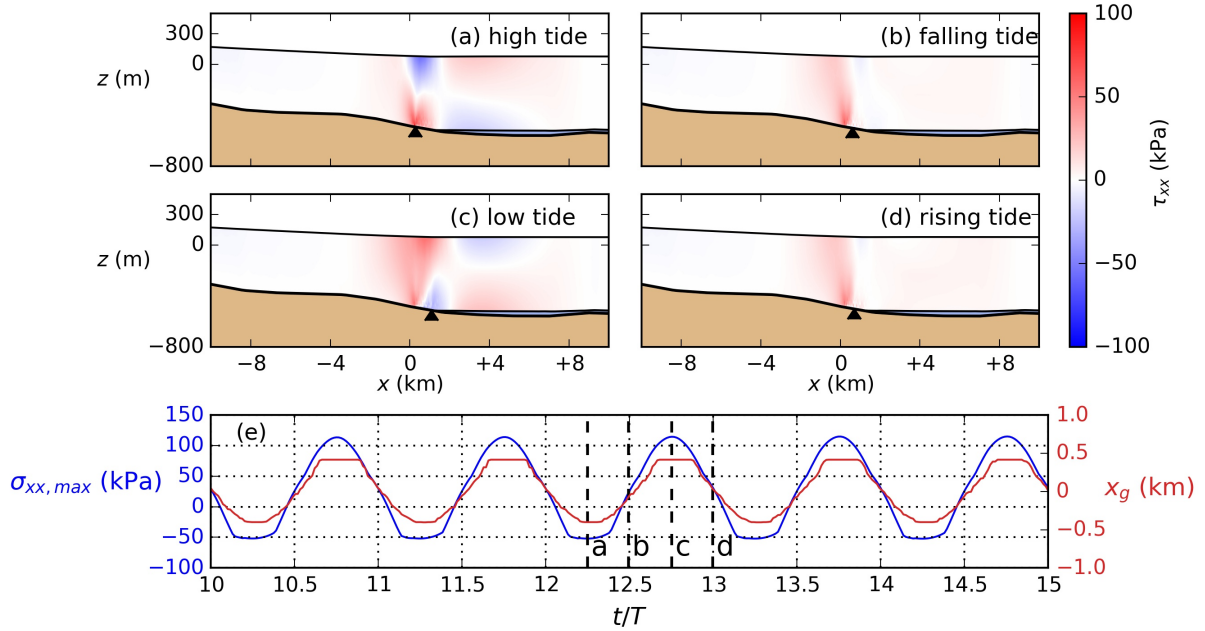 (a) high tide
(b) falling tide
300
0
−800
z (m)
(c) low tide
(d) rising tide
300
0
−800
z (m)
−8
−4
0
+4
+8
x (km)
−8
−4
0
+4
+8
x (km)
100
50
0
−50
−100
τxx (kPa)
(e)
150
100
50
0
−50
−100
σxx, max (kPa)
1.0
0.5
0
−0.5
−1.0
xg (km)
a
b
c
d
10
10.5
11
11.5
12
12.5
13
13.5
14
14.5
15
t/T